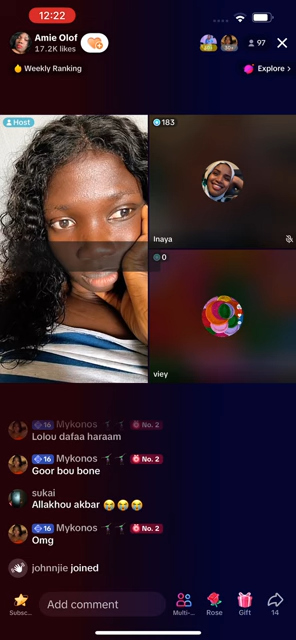 12:22
Amie Olof
17.2K likes
97
Weekly Ranking
Explore >
Host
183
Inaya
0
viey
16 Mykonos No. 2
Lolou dafaa haraam
16 Mykonos No. 2
Goor bou bone
sukai
Allakhou akbar 😭😭😭
16 Mykonos No. 2
Omg
johnnjie joined
Subsc...
Add comment
Multi-...
Rose
Gift
14